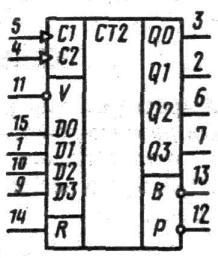 5 C1 CT2 Q0 3
4 C2 Q1 2
11 V Q2 6
15 D0 Q3 7
1 D1
10 D2
9 D3 B 13
14 R P 12